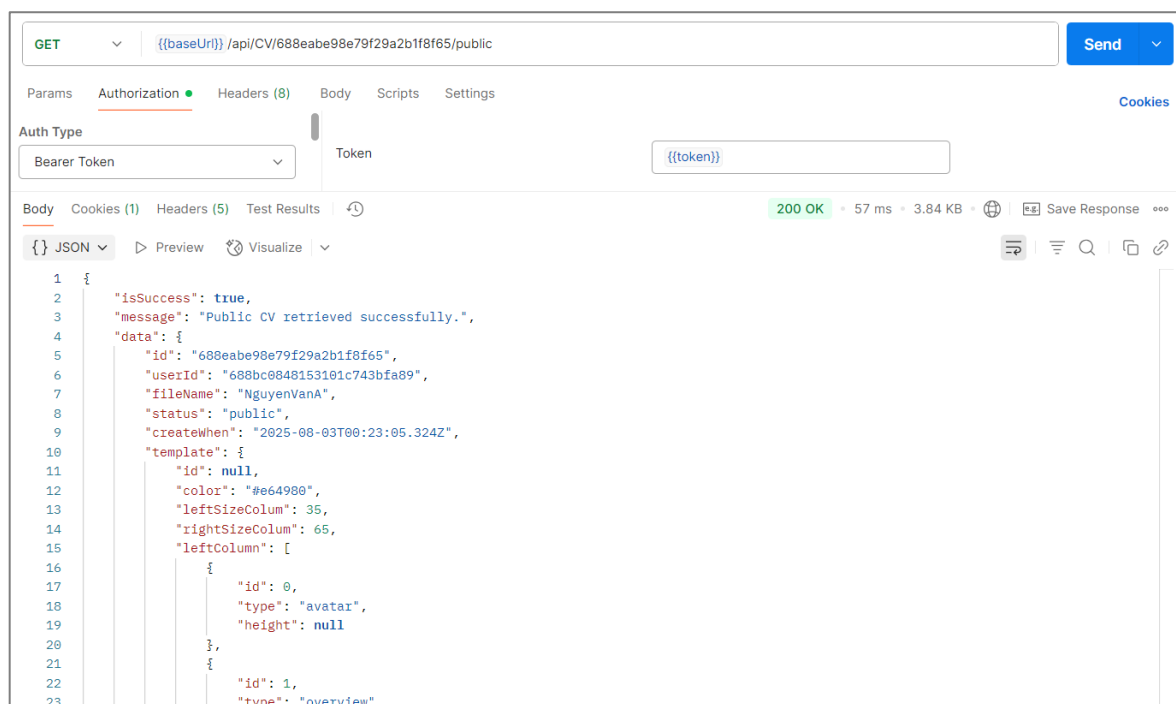 GET {{baseUrl}} /api/CV/688eabe98e79f29a2b1f8f65/public Send
Params Authorization Headers (8) Body Scripts Settings Cookies
Auth Type
Bearer Token
Token {{token}}
Body Cookies (1) Headers (5) Test Results 200 OK • 57 ms • 3.84 KB • e.g. Save Response
{} JSON Preview Visualize
1 {
2 "isSuccess": true,
3 "message": "Public CV retrieved successfully.",
4 "data": {
5 "id": "688eabe98e79f29a2b1f8f65",
6 "userId": "688bc0848153101c743bfa89",
7 "fileName": "NguyenVanA",
8 "status": "public",
9 "createWhen": "2025-08-03T00:23:05.324Z",
10 "template": {
11 "id": null,
12 "color": "#e64980",
13 "leftSizeColum": 35,
14 "rightSizeColum": 65,
15 "leftColumn": [
16 {
17 "id": 0,
18 "type": "avatar",
19 "height": null
20 },
21 {
22 "id": 1,
23 "type": "overview"